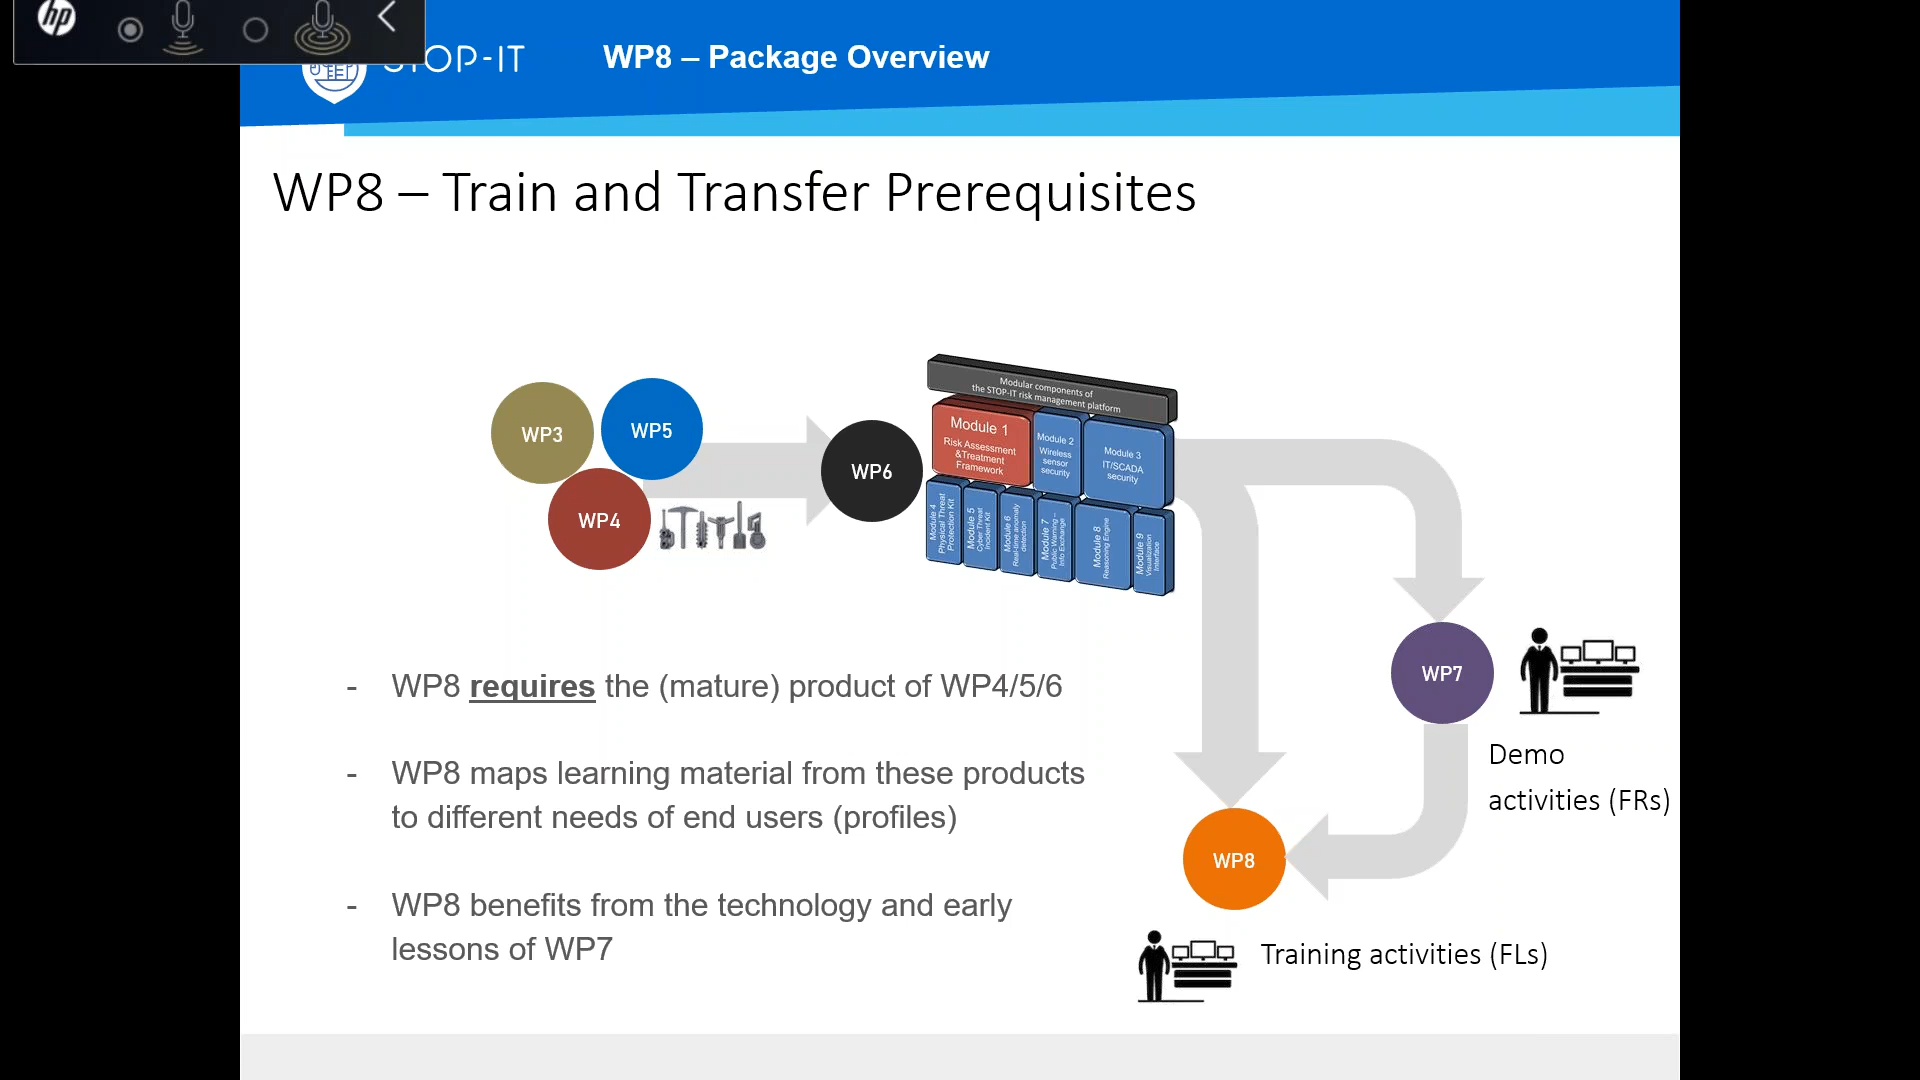 hp
STOP-IT
WP8 – Package Overview
WP8 – Train and Transfer Prerequisites
WP3
WP5
WP4
WP6
Modular components of
the STOP-IT risk management platform
Module 1
Risk Assessment
&Treatment
Framework
Module 2
Wireless
sensor
security
Module 3
IT/SCADA
security
Module 4
Physical Threat
Protection Kit
Module 5
Cyber Threat
Incident Kit
Module 6
Real-time anomaly
detection
Module 7
Public Warning –
Info Exchange
Module 8
Reasoning Engine
Module 9
Visualization
Interface
WP7
Demo
activities (FRs)
WP8
Training activities (FLs)
- WP8 requires the (mature) product of WP4/5/6
- WP8 maps learning material from these products
to different needs of end users (profiles)
- WP8 benefits from the technology and early
lessons of WP7